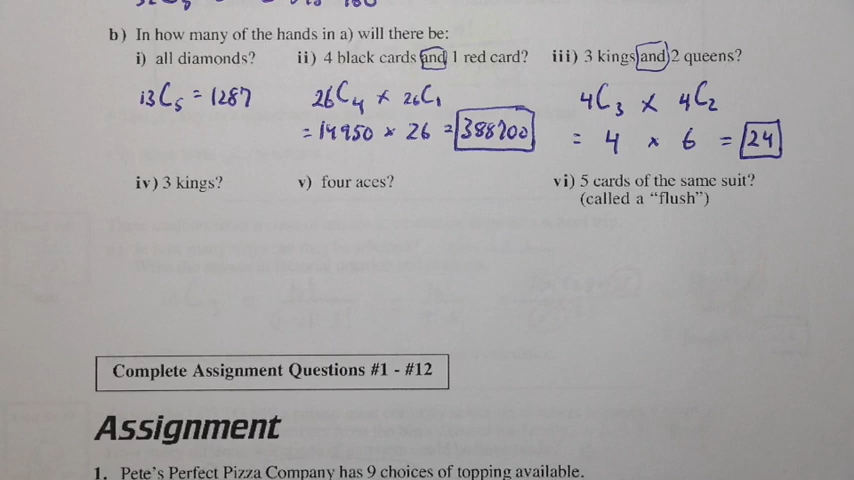 b) In how many of the hands in a) will there be:
i) all diamonds? ii) 4 black cards and 1 red card? iii) 3 kings and 2 queens?
13C5 = 1287 26C4 × 26C1 4C3 × 4C2
= 14950 × 26 = 388700 = 4 × 6 = 24
iv) 3 kings? v) four aces? vi) 5 cards of the same suit?
(called a “flush”)
Complete Assignment Questions #1 - #12
Assignment
1. Pete's Perfect Pizza Company has 9 choices of topping available.